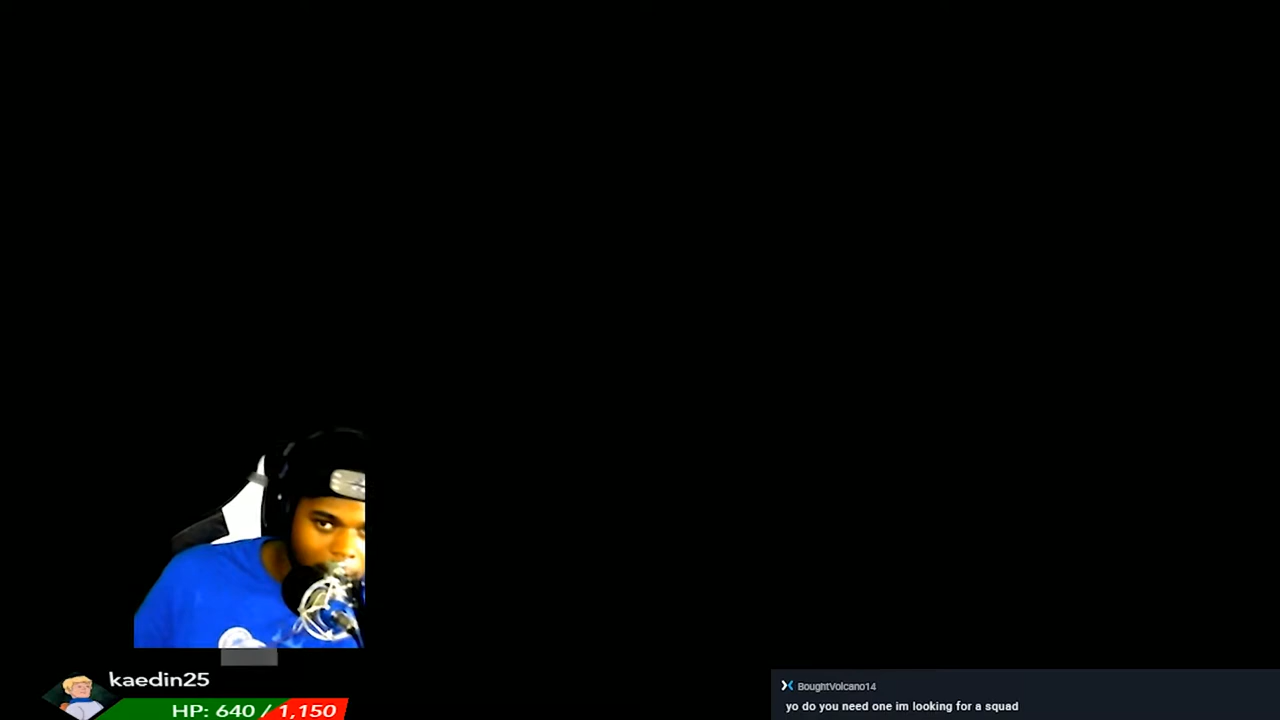 kaedin25
HP: 640 / 1,150
BoughtVolcano14
yo do you need one im looking for a squad